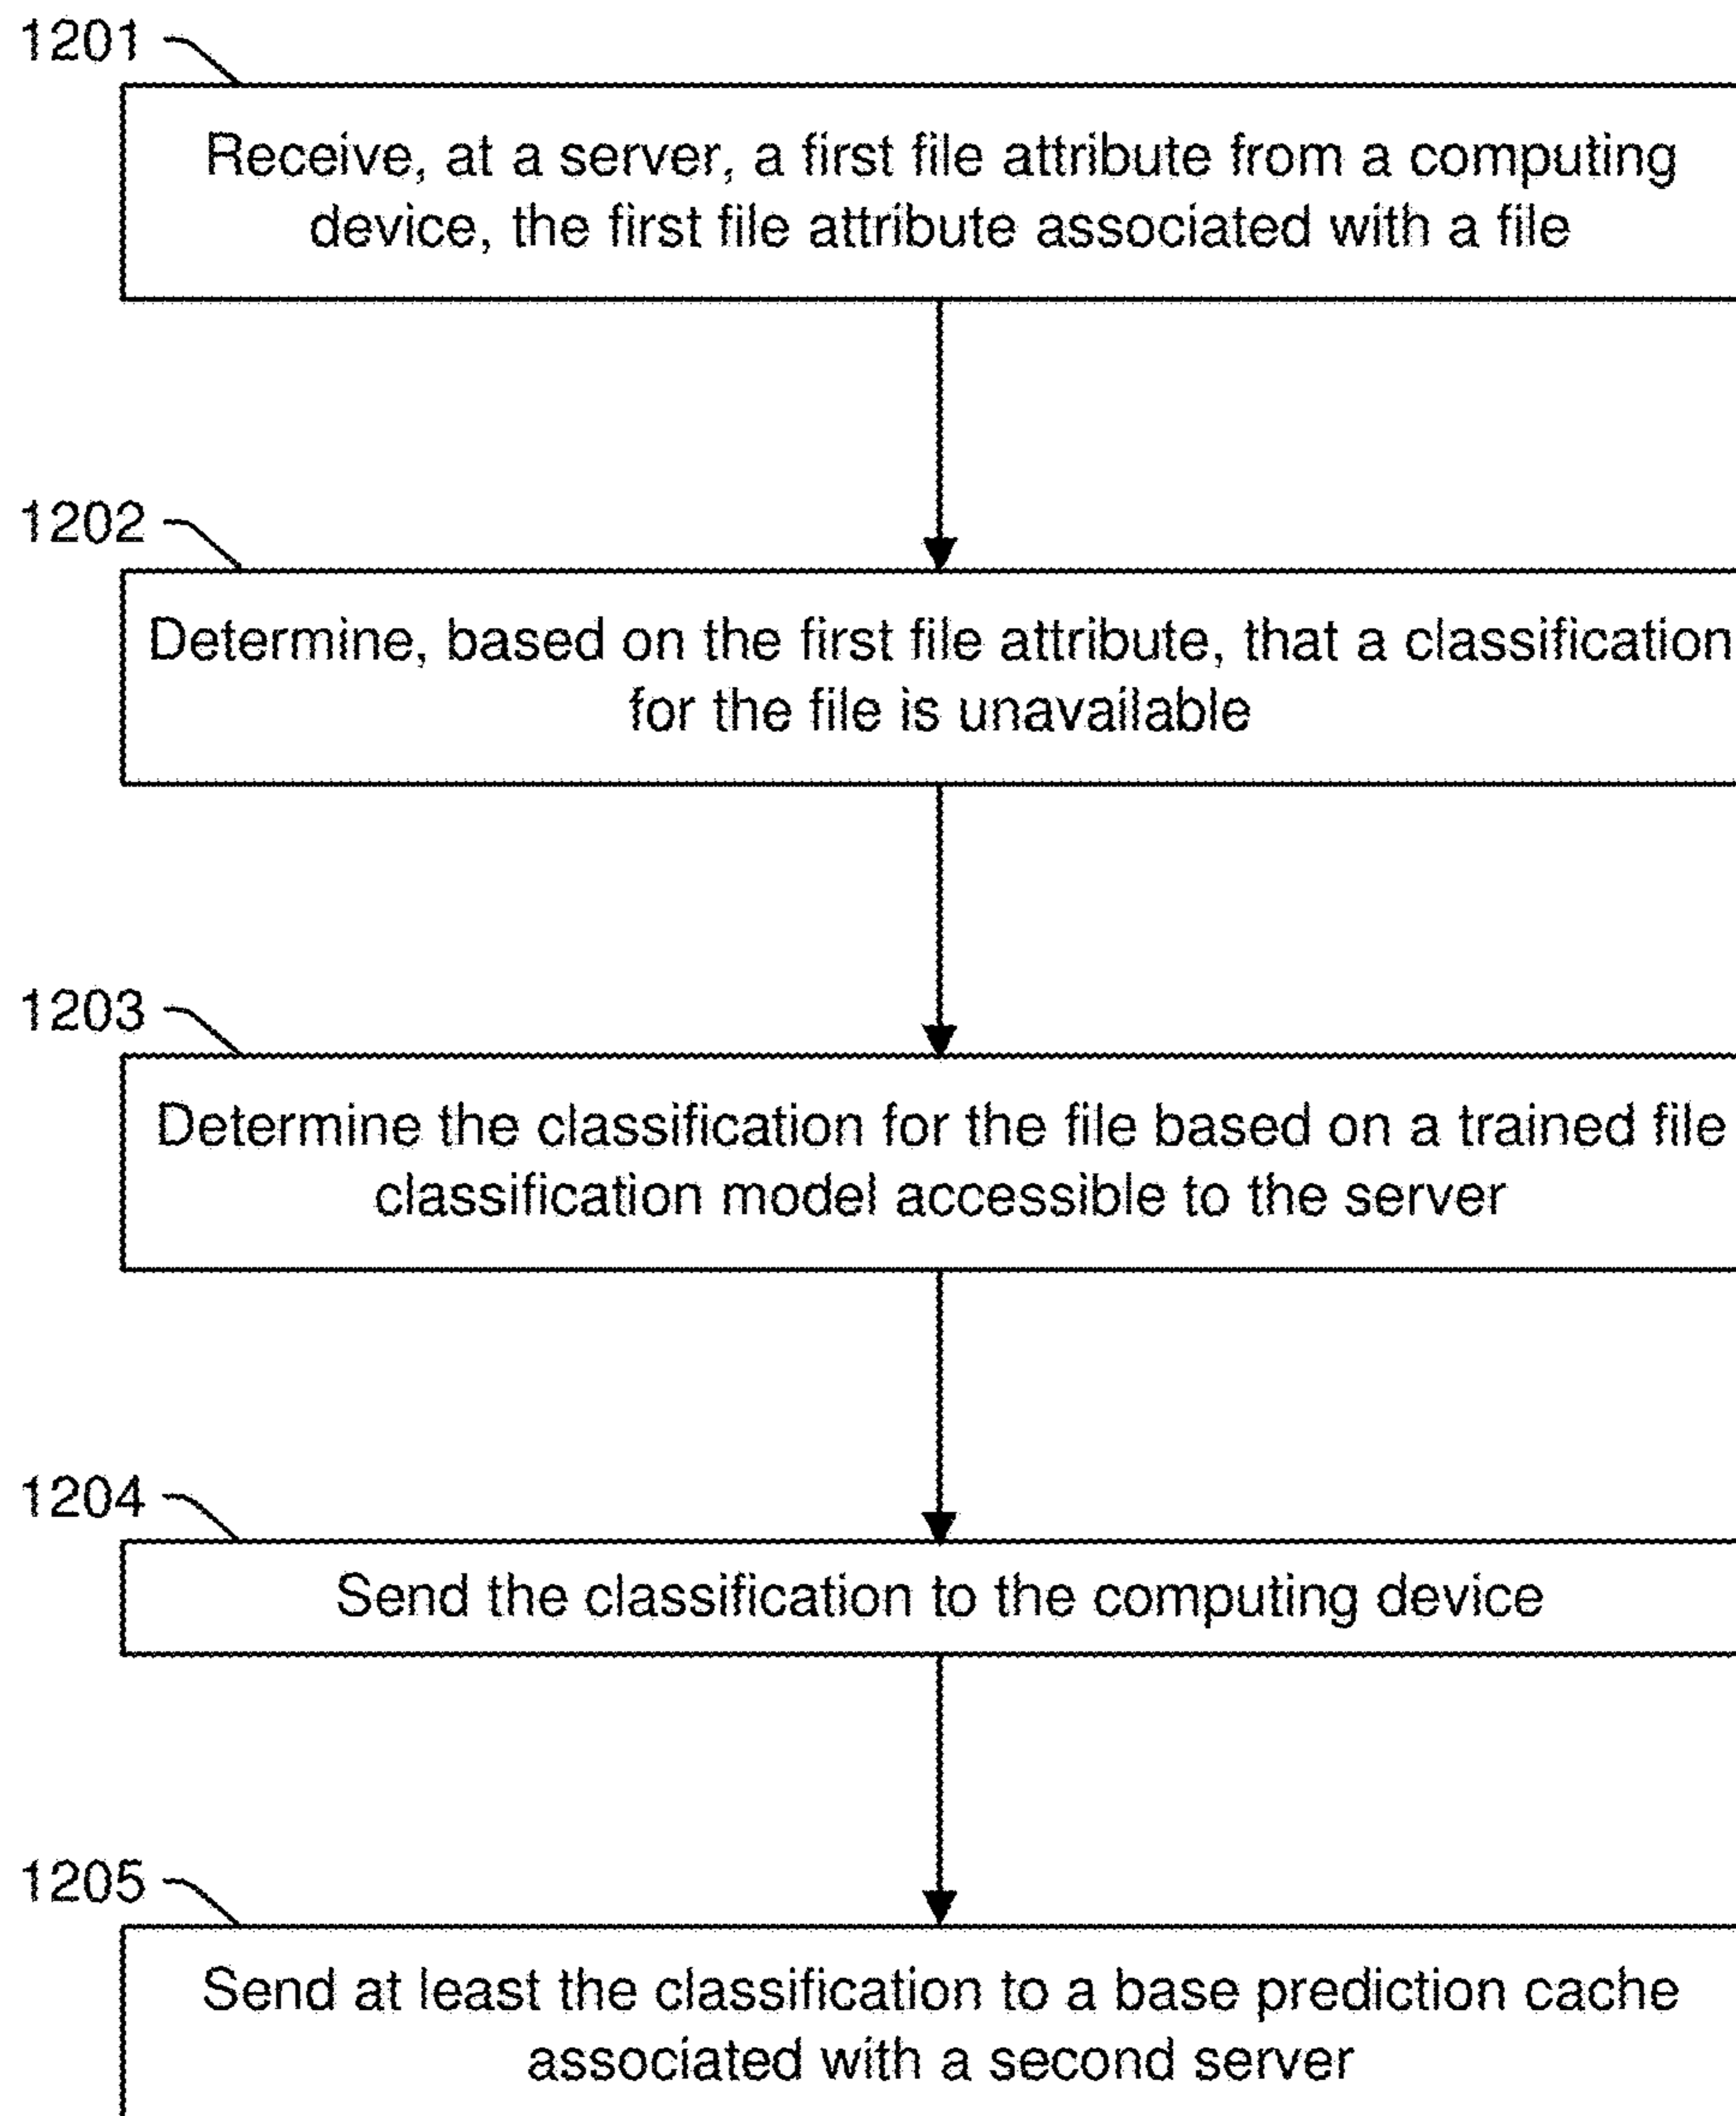 1201
Receive, at a server, a first file attribute from a computing
device, the first file attribute associated with a file
1202
Determine, based on the first file attribute, that a classification
for the file is unavailable
1203
Determine the classification for the file based on a trained file
classification model accessible to the server
1204
Send the classification to the computing device
1205
Send at least the classification to a base prediction cache
associated with a second server